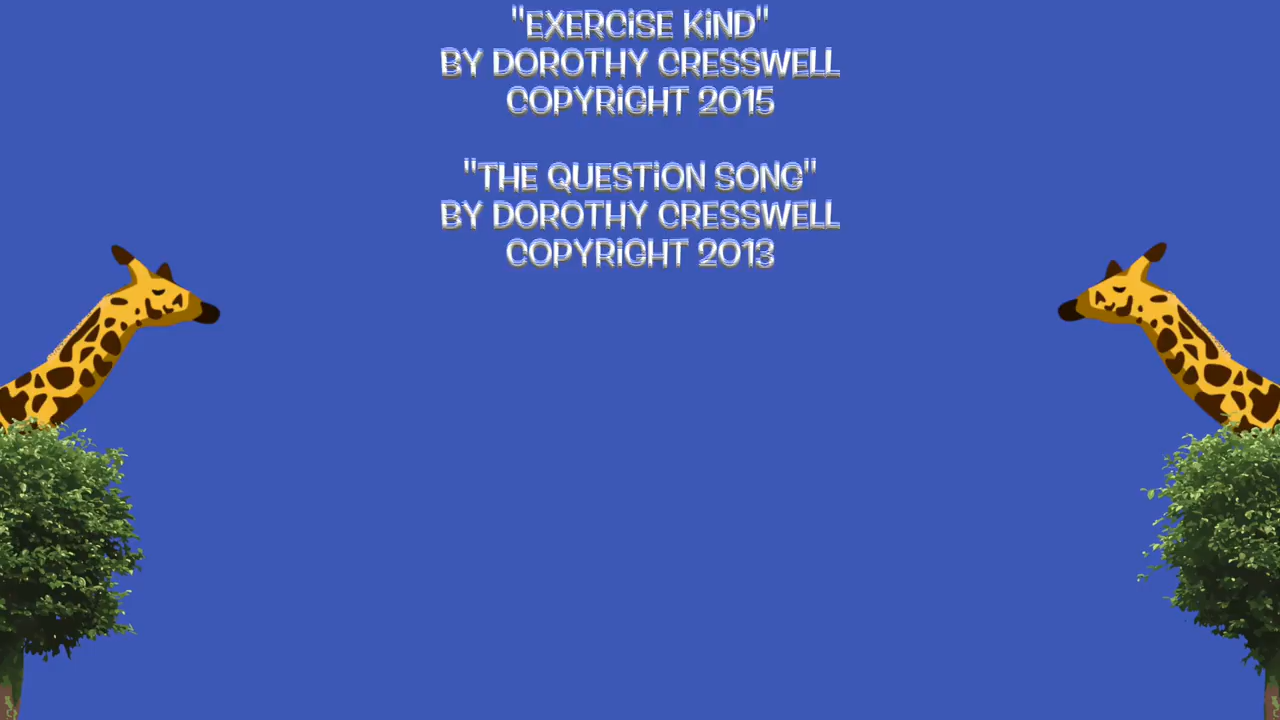 "EXERCiSE KiND"
BY DOROTHY CRESSWELL
COPYRiGHT 2015
"THE QUESTiON SONG"
BY DOROTHY CRESSWELL
COPYRiGHT 2013